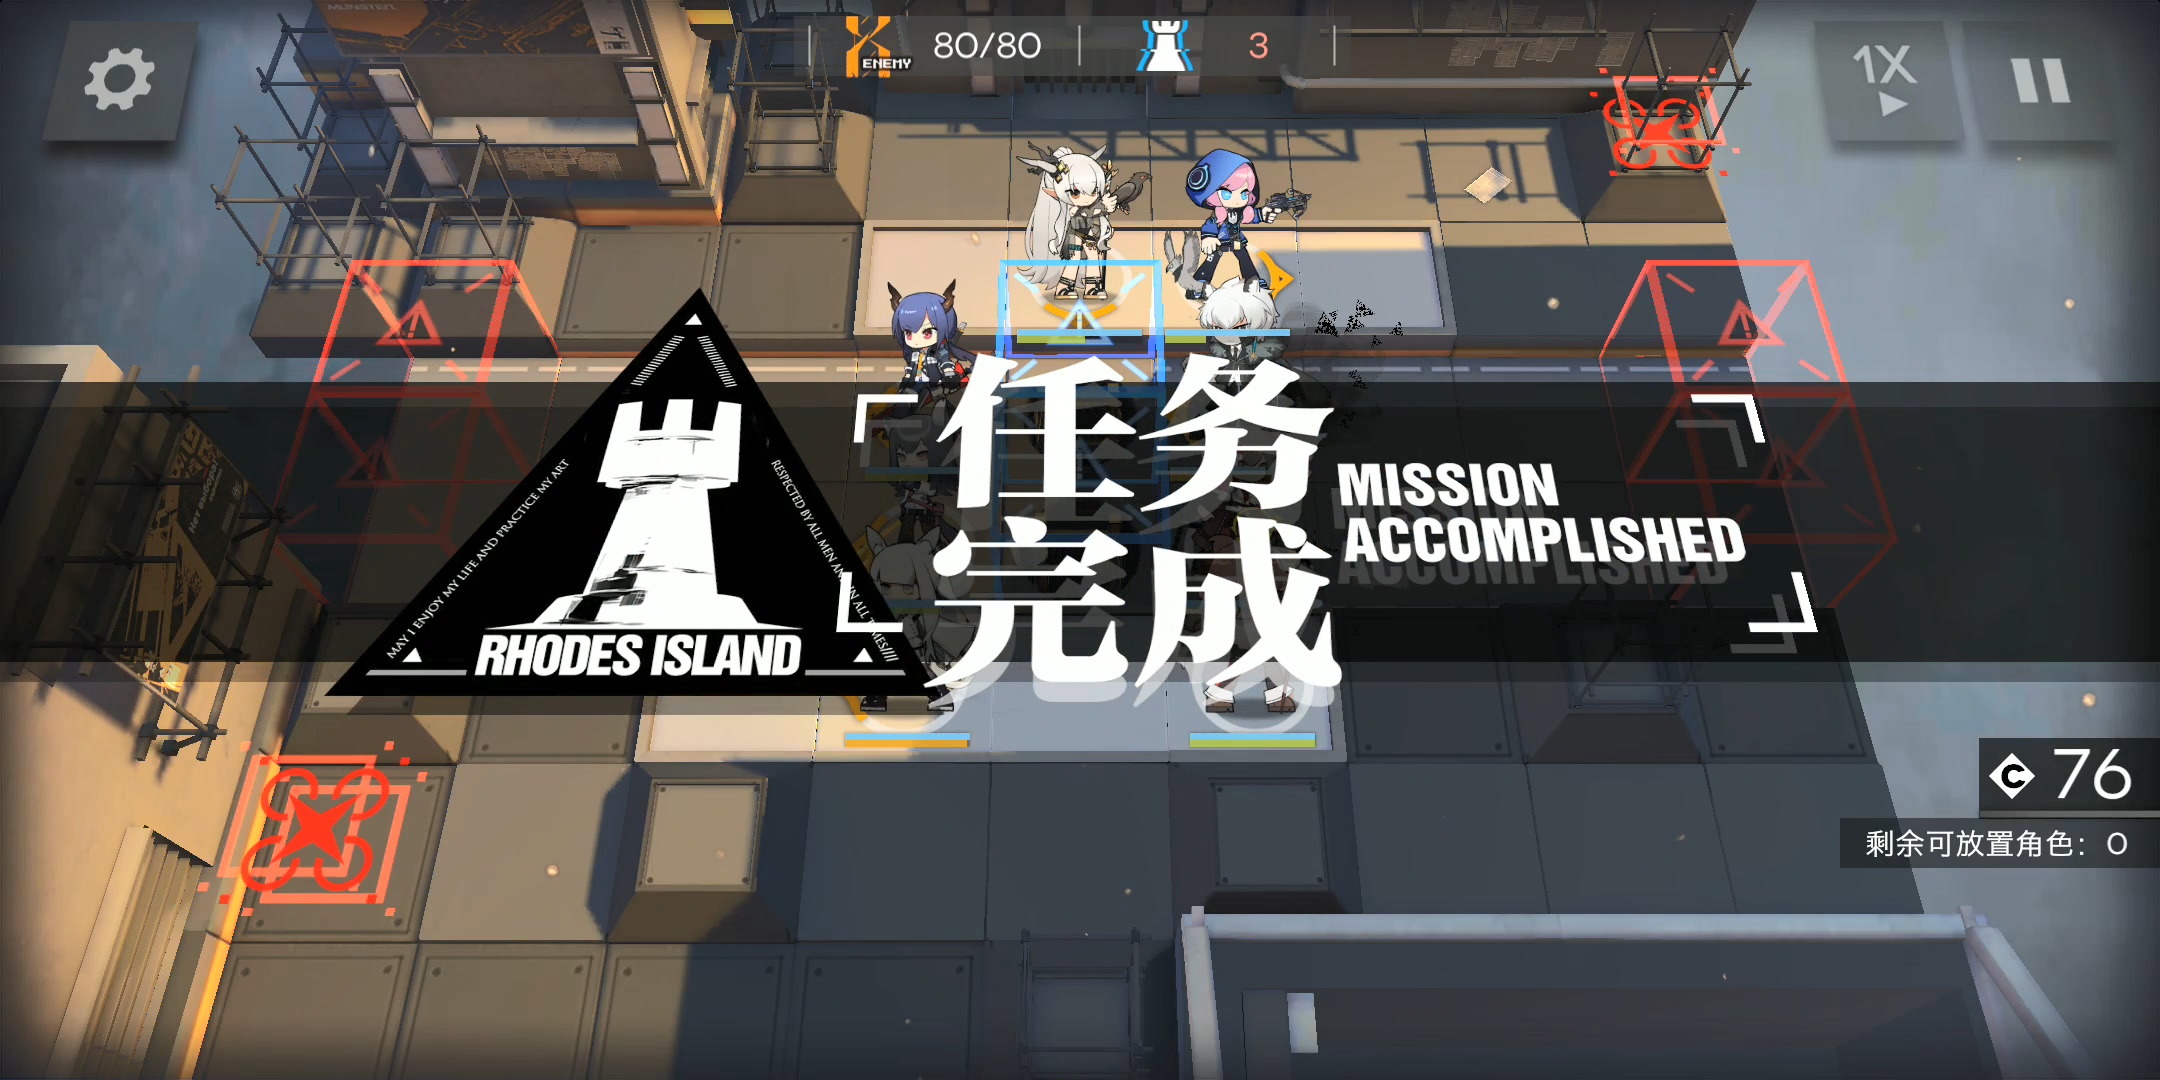 ENEMY
80/80
3
1X
任务
完成
MISSION
ACCOMPLISHED
MAY I ENJOY MY LIFE AND PRACTICE MY ART
RHODES ISLAND
76
剩余可放置角色: 0